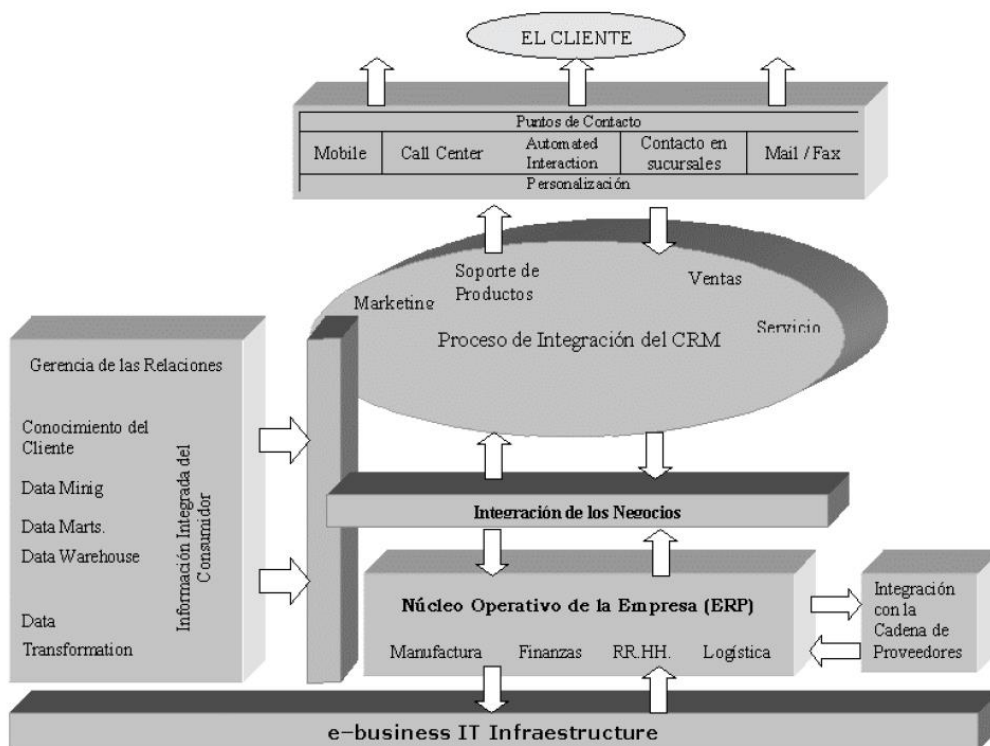 EL CLIENTE
Puntos de Contacto
Mobile
Call Center
Automated
Interaction
Contacto en
sucursales
Mail / Fax
Personalización
Soporte de
Productos
Marketing
Ventas
Servicio
Proceso de Integración del CRM
Gerencia de las Relaciones
Conocimiento del
Cliente
Data Minig
Data Marts.
Data Warehouse
Data
Transformation
Información Integrada del
Consumidor
Integración de los Negocios
Núcleo Operativo de la Empresa (ERP)
Manufactura Finanzas RR.HH. Logística
Integración
con la
Cadena de
Proveedores
e-business IT Infraestructure